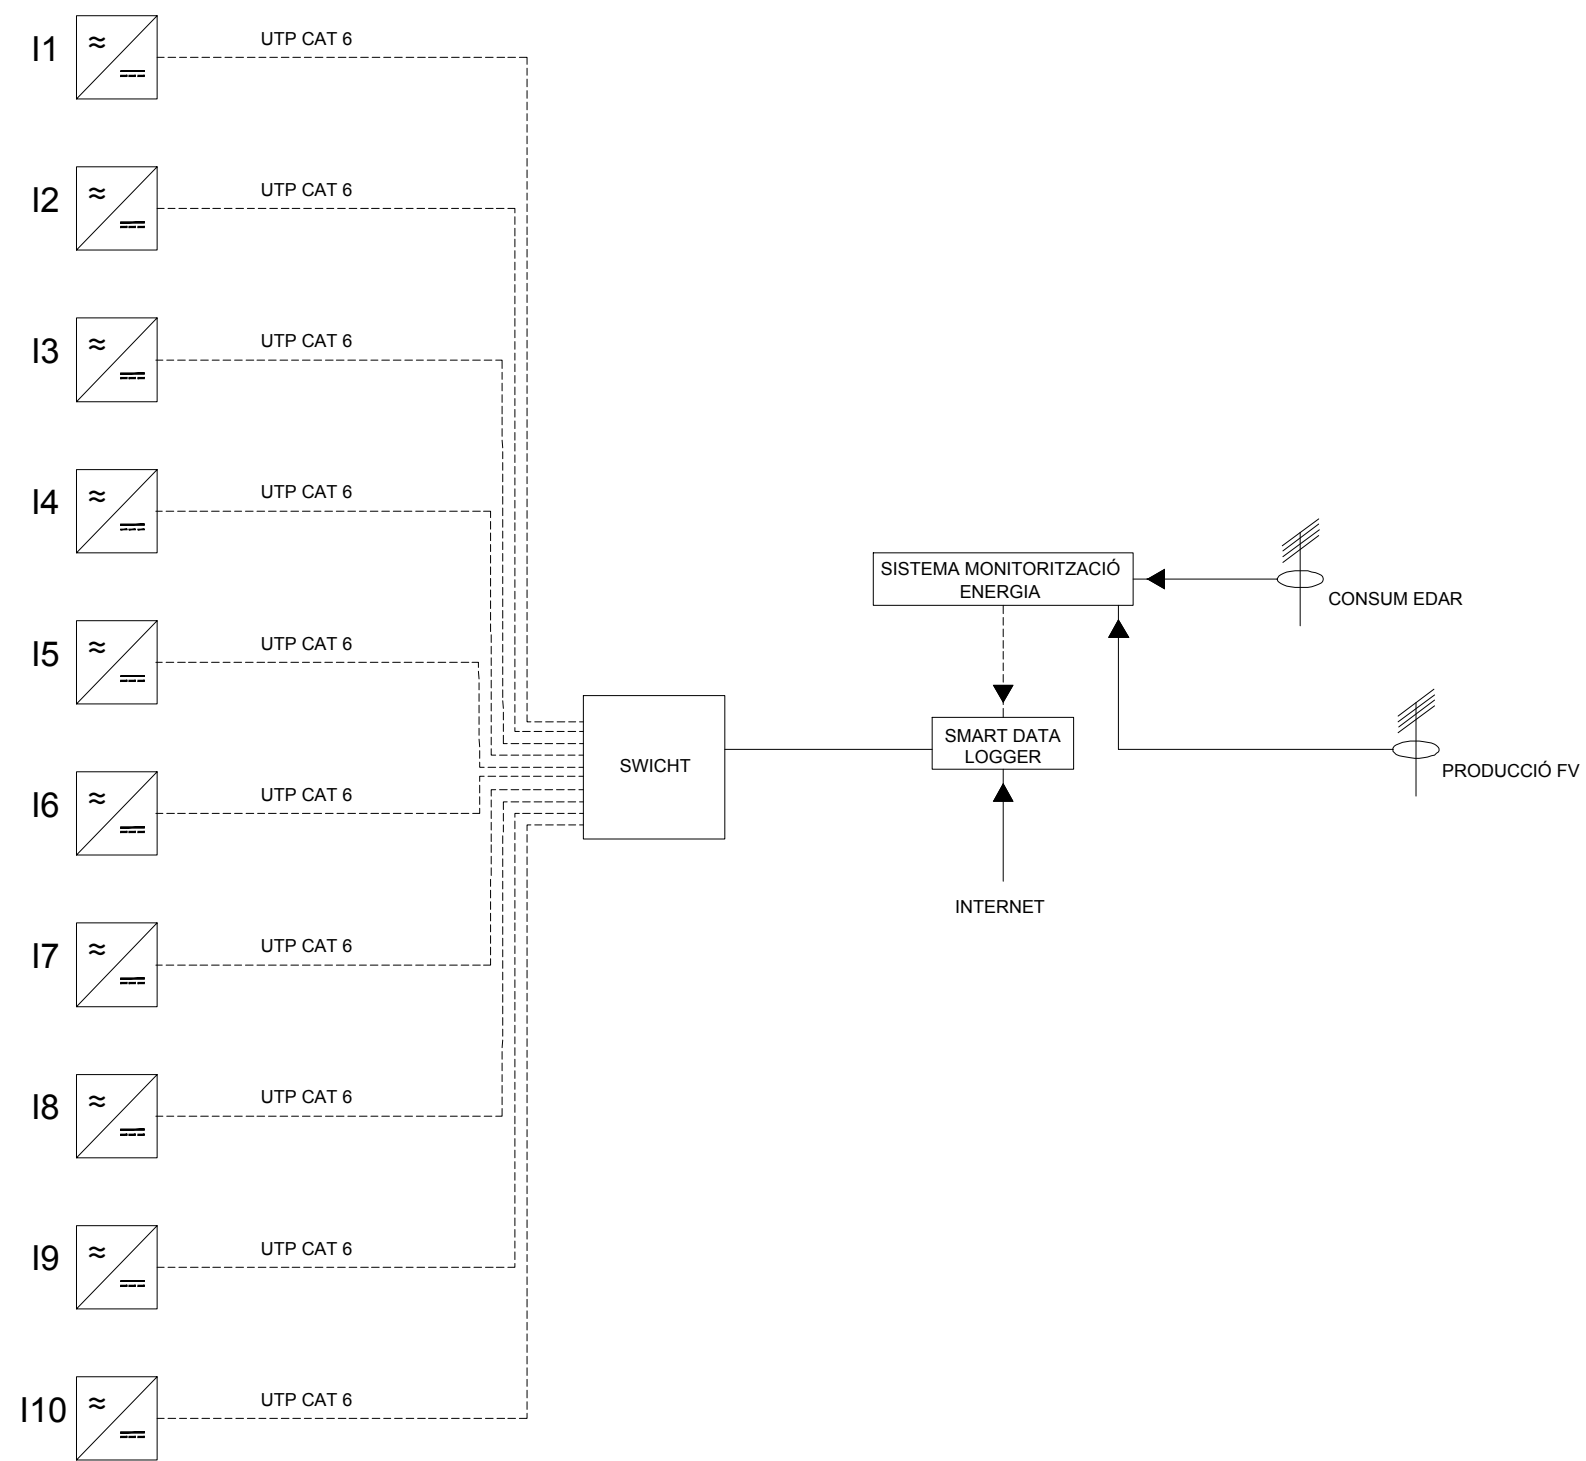 I1
UTP CAT 6
I2
UTP CAT 6
I3
UTP CAT 6
I4
UTP CAT 6
I5
UTP CAT 6
I6
UTP CAT 6
I7
UTP CAT 6
I8
UTP CAT 6
I9
UTP CAT 6
I10
UTP CAT 6
SWICHT
SISTEMA MONITORITZACIÓ
ENERGIA
SMART DATA
LOGGER
INTERNET
CONSUM EDAR
PRODUCCIÓ FV